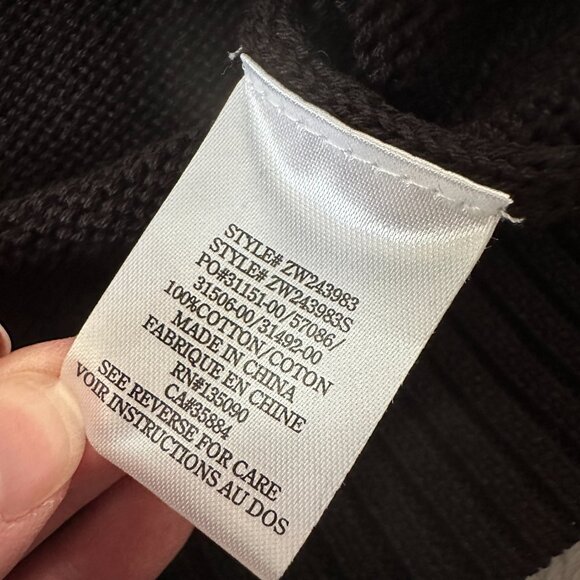 STYLE# ZW243983
STYLE# ZW243983S
PO#31151-00/57086/
31506-00/31492-00
100%COTTON/COTON
MADE IN CHINA
FABRIQUE EN CHINE
RN#135090
CA#35884
SEE REVERSE FOR CARE
VOIR INSTRUCTIONS AU DOS